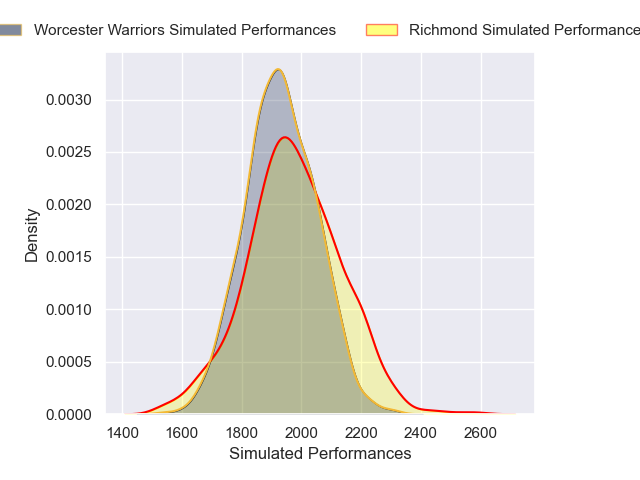 Worcester Warriors Simulated Performances Richmond Simulated Performance
0.0030
0.0025
0.0020
0.0015
0.0010
0.0005
0.0000
Density
1400 1600 1800 2000 2200 2400 2600
Simulated Performances